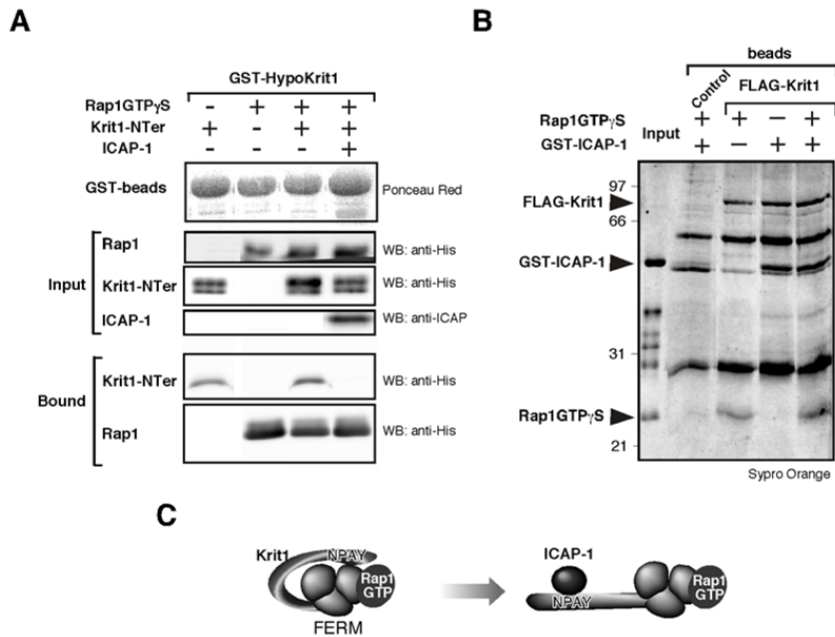 A
GST-HypoKrit1
Rap1GTPγS - + + +
Krit1-NTer + - + +
ICAP-1 - - - +
GST-beads Ponceau Red
Input
Rap1 WB: anti-His
Krit1-NTer WB: anti-His
ICAP-1 WB: anti-ICAP
Bound
Krit1-NTer WB: anti-His
Rap1 WB: anti-His
B
beads
Control FLAG-Krit1
Rap1GTPγS + + - +
Input
GST-ICAP-1 + - + +
97
FLAG-Krit1
66
GST-ICAP-1
31
Rap1GTPγS
21
Sypro Orange
C
Krit1 NPAY
Rap1
GTP
FERM
ICAP-1
NPAY
Rap1
GTP